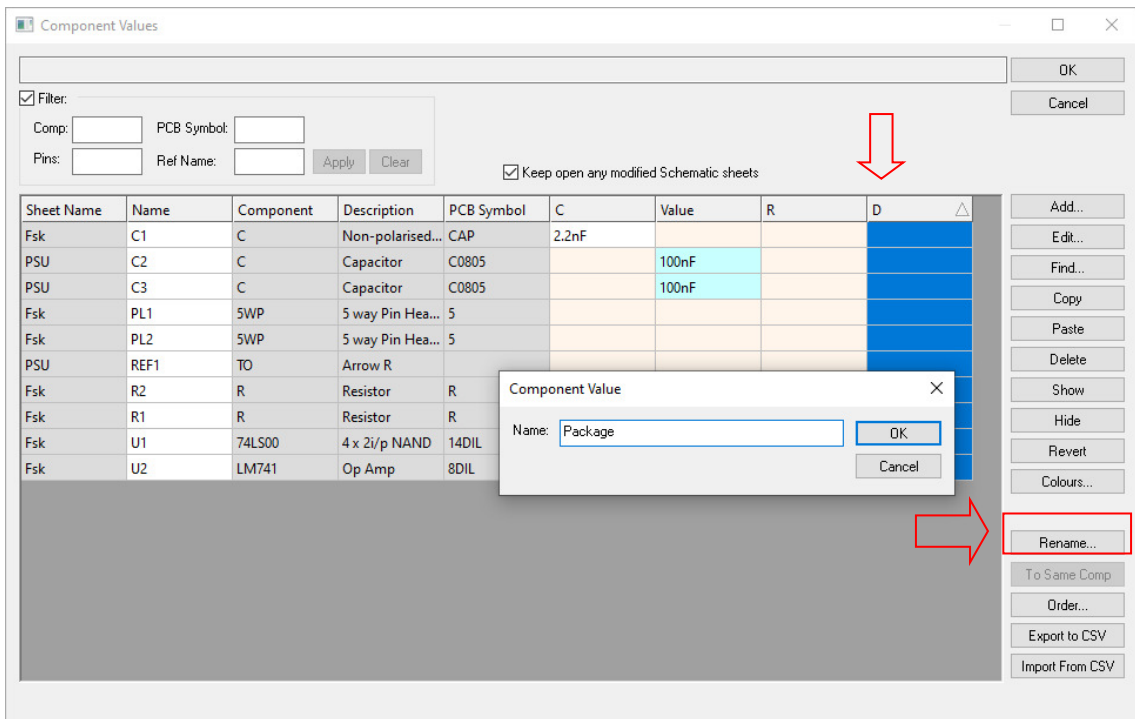 Component Values
OK
Filter:
Cancel
Comp: PCB Symbol:
Pins: Ref Name: Apply Clear
Keep open any modified Schematic sheets
Sheet Name Name Component Description PCB Symbol C Value R D
Fsk C1 C Non-polarised... CAP 2.2nF
PSU C2 C Capacitor C0805 100nF
PSU C3 C Capacitor C0805 100nF
Fsk PL1 5WP 5 way Pin Hea... 5
Fsk PL2 5WP 5 way Pin Hea... 5
PSU REF1 TO Arrow R
Fsk R2 R Resistor R
Fsk R1 R Resistor R
Fsk U1 74LS00 4 x 2i/p NAND 14DIL
Fsk U2 LM741 Op Amp 8DIL
Component Value
Name: Package OK
Cancel
Add...
Edit...
Find...
Copy
Paste
Delete
Show
Hide
Revert
Colours...
Rename...
To Same Comp
Order...
Export to CSV
Import From CSV